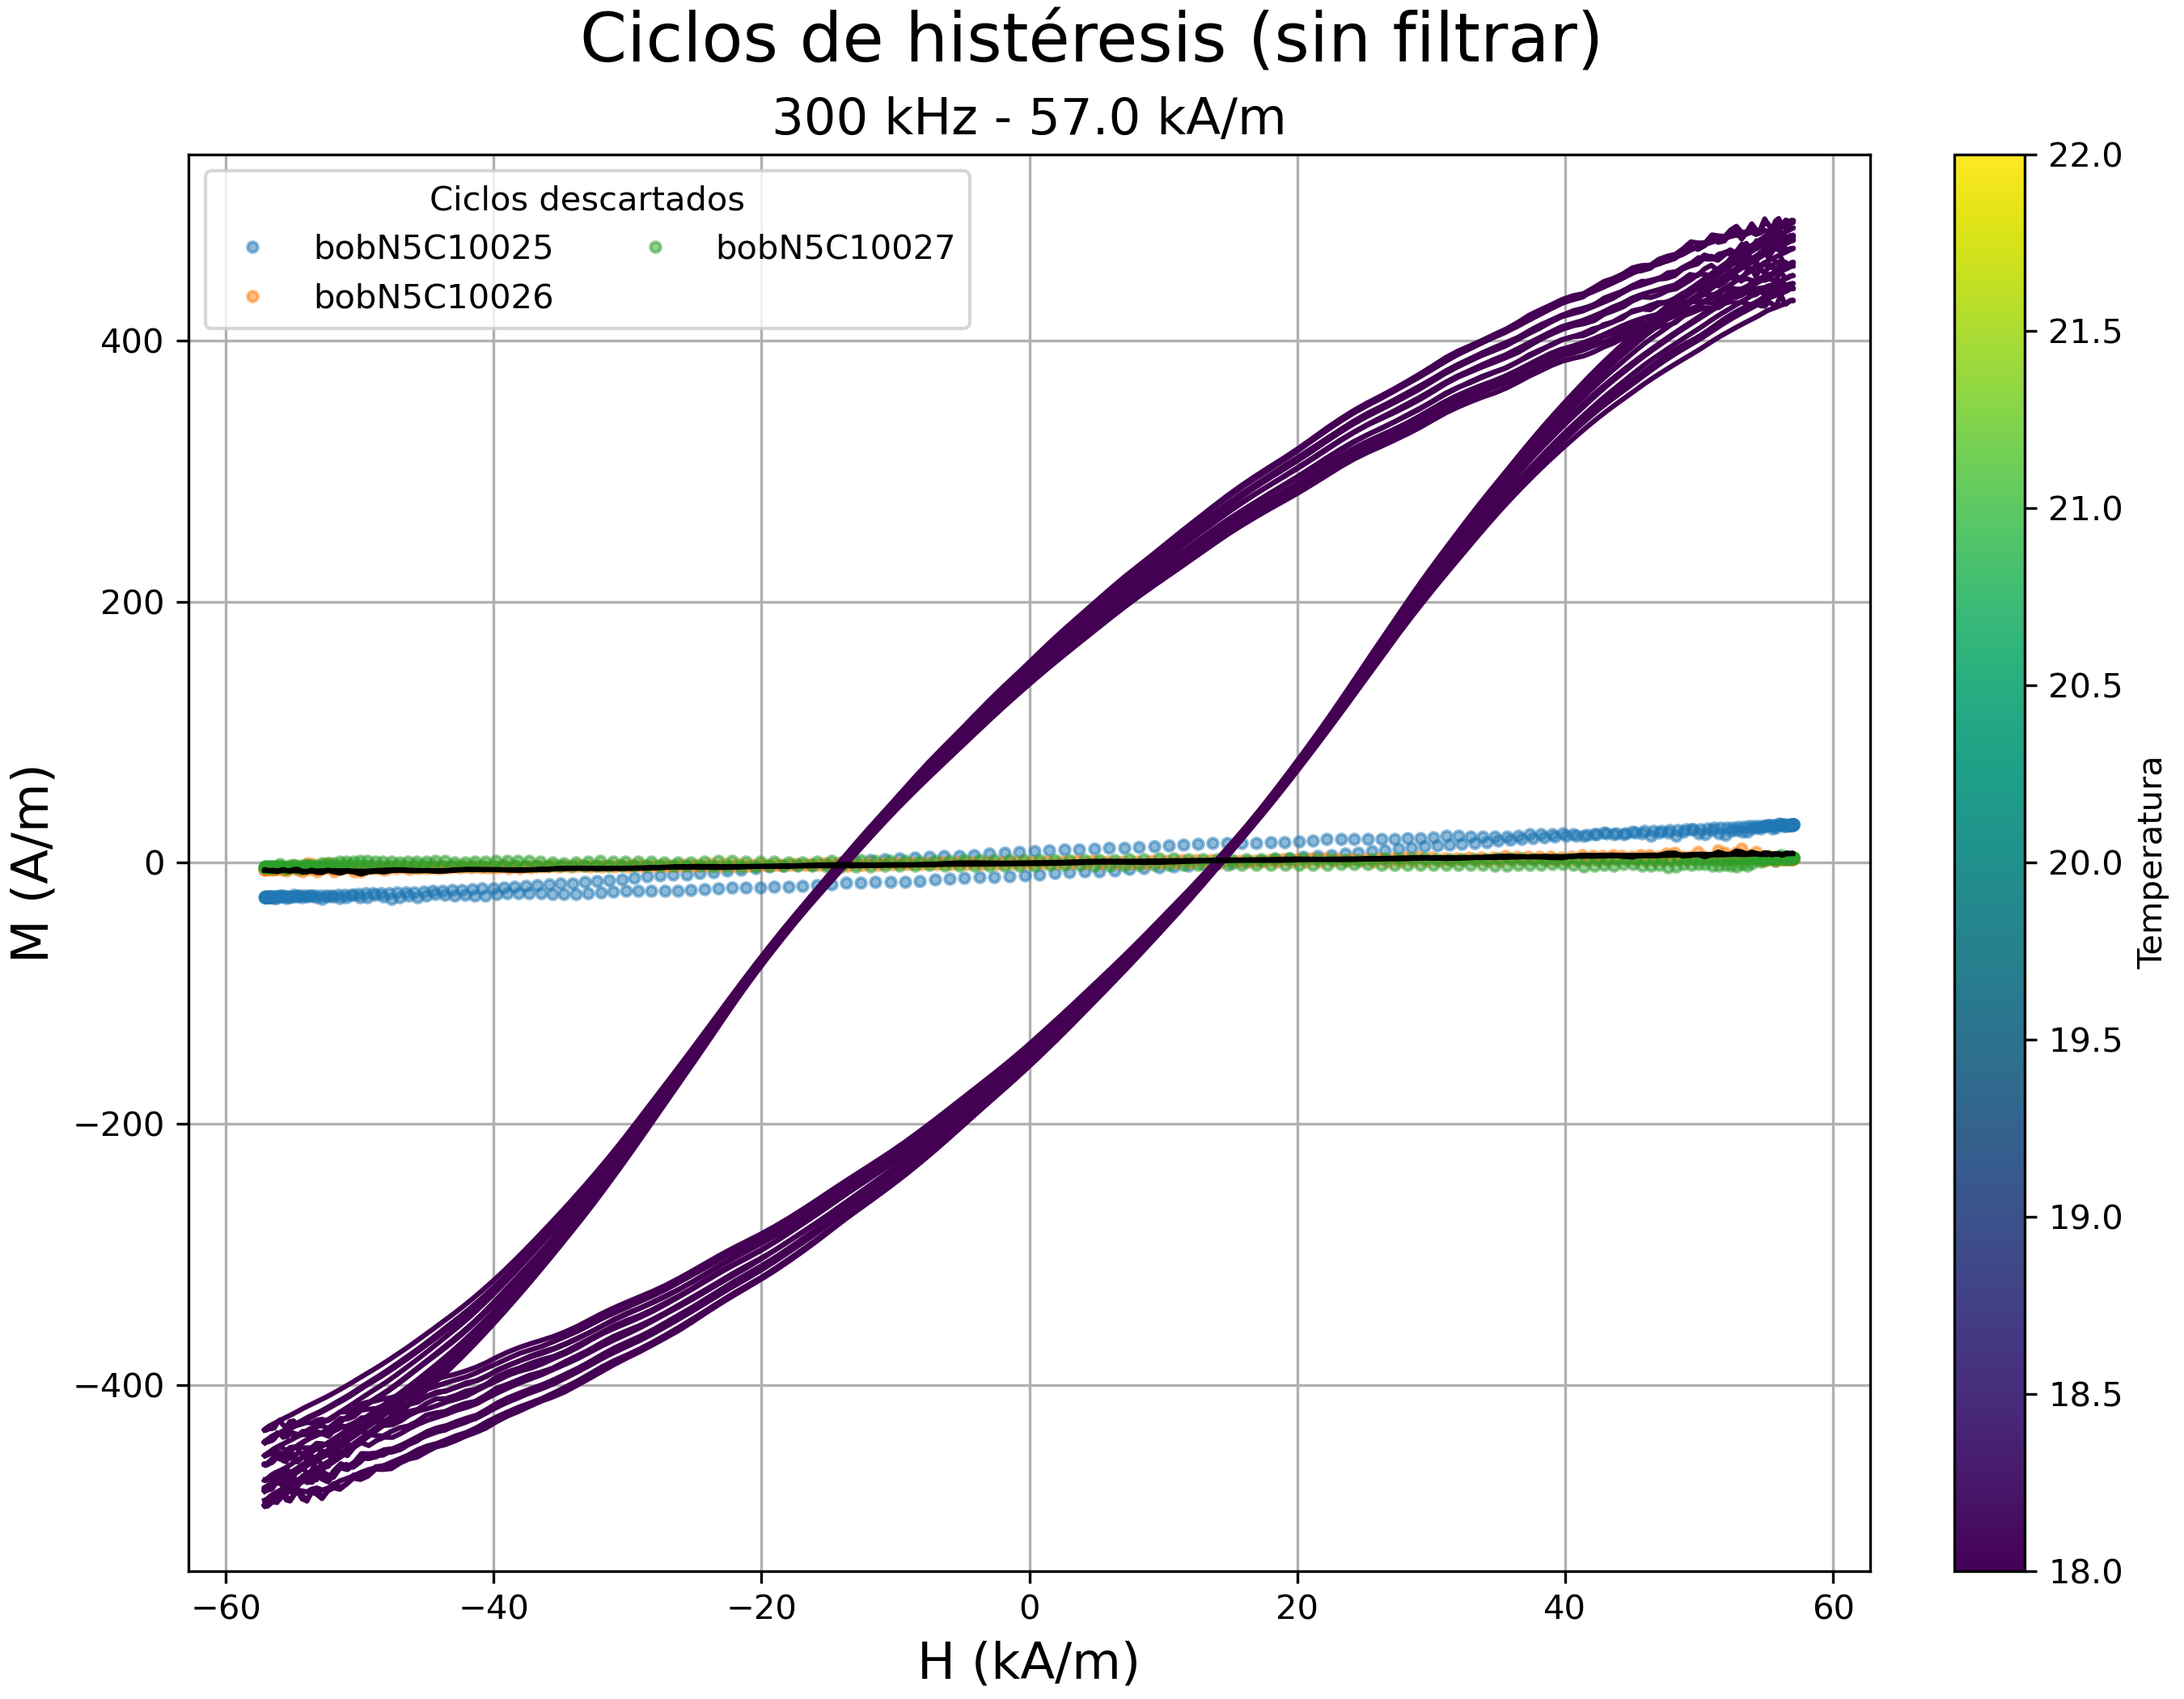 Ciclos de histéresis (sin filtrar)
300 kHz - 57.0 kA/m
Ciclos descartados
bobN5C10025
bobN5C10026
bobN5C10027
M (A/m)
400
200
0
−200
−400
−60
−40
−20
0
20
40
60
H (kA/m)
22.0
21.5
21.0
20.5
20.0
19.5
19.0
18.5
18.0
Temperatura